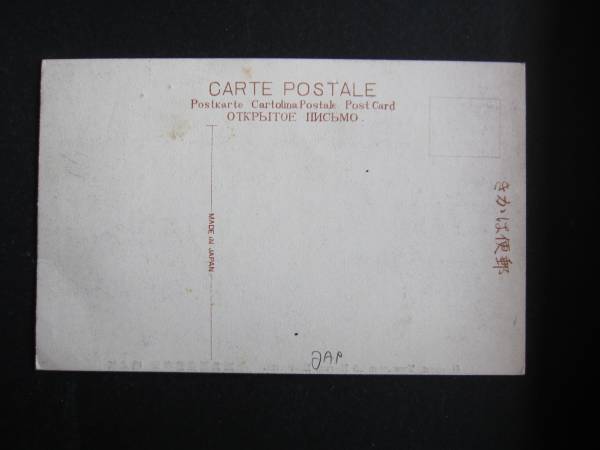 CARTE POSTALE
Postkarte Cartolina Postale Post Card
ОТКРЫТОЕ ПИСЬМО.
MADE IN JAPAN
きかは便郵
JAP